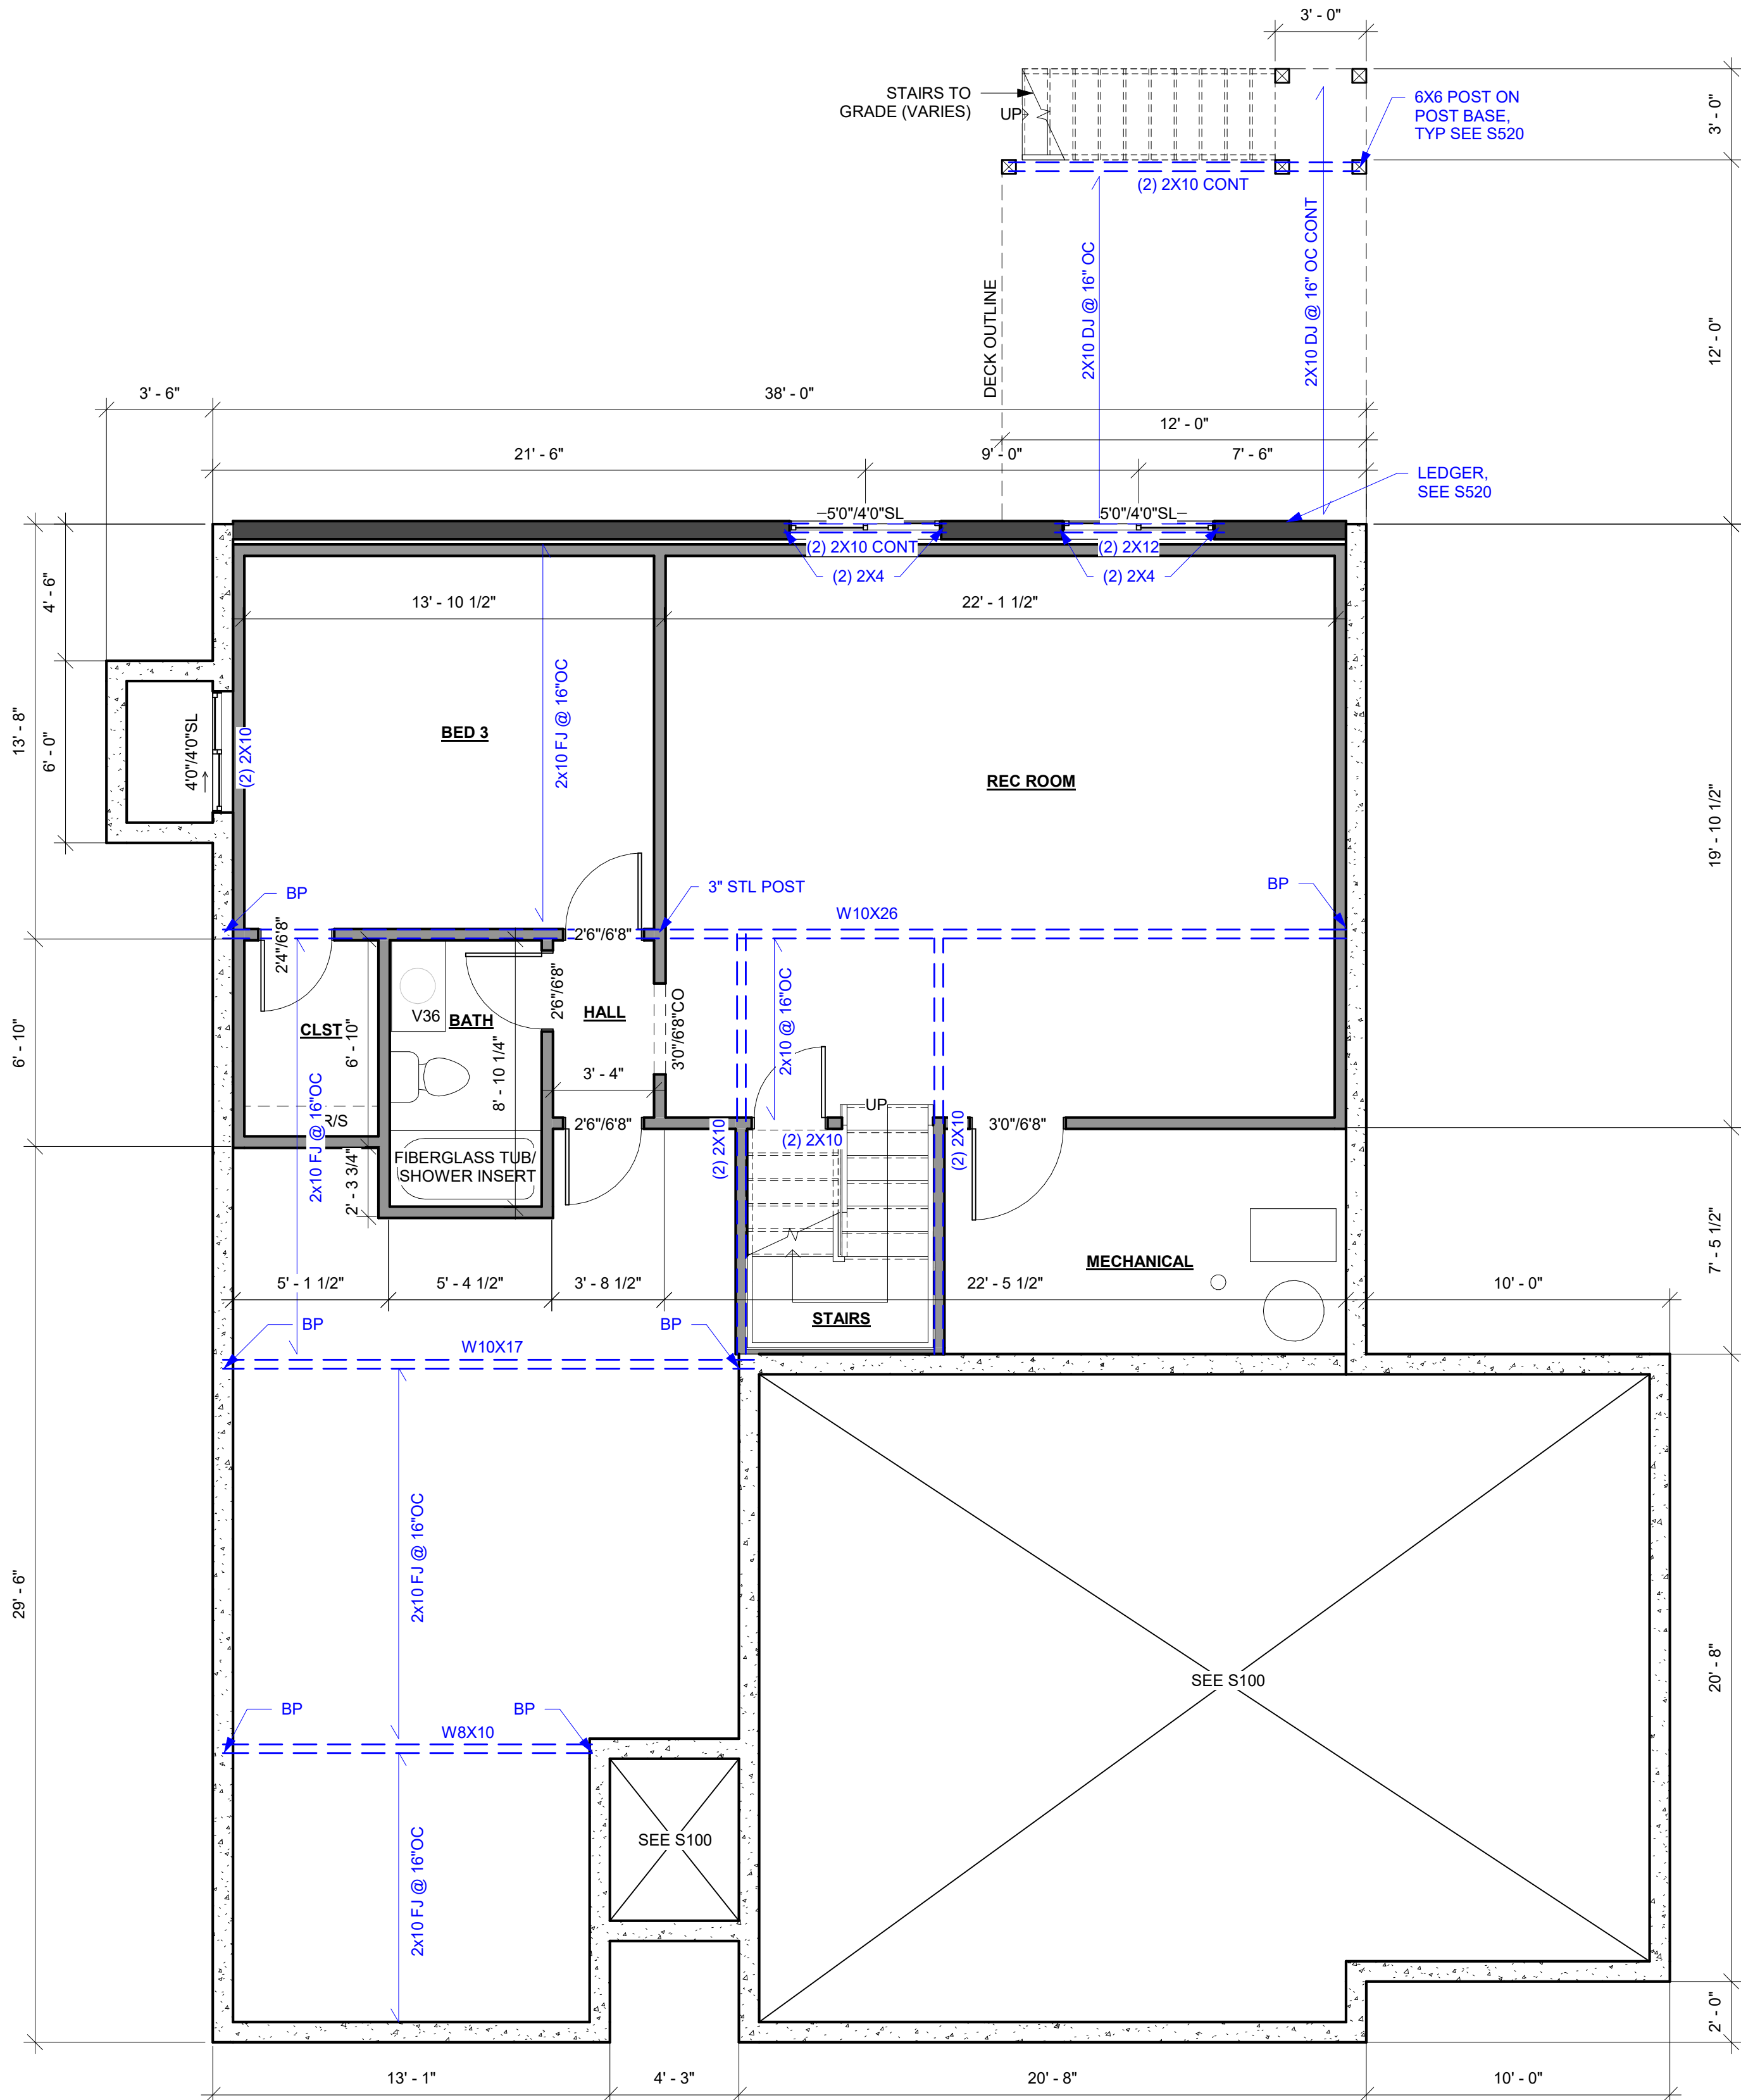 3' - 0"
STAIRS TO
GRADE (VARIES)
UP
6X6 POST ON
POST BASE,
TYP SEE S520
3' - 0"
(2) 2X10 CONT
2X10 DJ @ 16" OC
2X10 DJ @ 16" OC CONT
DECK OUTLINE
12' - 0"
3' - 6"
38' - 0"
12' - 0"
21' - 6"
9' - 0"
7' - 6"
LEDGER,
SEE S520
5'0"/4'0"SL
5'0"/4'0"SL
(2) 2X10 CONT
(2) 2X12
(2) 2X4
(2) 2X4
4' - 6"
13' - 10 1/2"
22' - 1 1/2"
13' - 8"
6' - 0"
4'0"/4'0"SL
(2) 2X10
BED 3
2x10 FJ @ 16"OC
REC ROOM
19' - 10 1/2"
BP
3" STL POST
BP
W10X26
2'4"/6'8"
2'6"/6'8"
2'6"/6'8"
HALL
3'0"/6'8"CO
2x10 @ 16"OC
V36
BATH
CLST
6' - 10"
6' - 10"
8' - 10 1/4"
3' - 4"
2x10 FJ @ 16"OC
R/S
2'6"/6'8"
UP
(2) 2X10
(2) 2X10
(2) 2X10
3'0"/6'8"
FIBERGLASS TUB/
SHOWER INSERT
2' - 3 3/4"
7' - 5 1/2"
MECHANICAL
5' - 1 1/2"
5' - 4 1/2"
3' - 8 1/2"
22' - 5 1/2"
10' - 0"
STAIRS
BP
BP
W10X17
2x10 FJ @ 16"OC
29' - 6"
20' - 8"
SEE S100
BP
BP
W8X10
SEE S100
2x10 FJ @ 16"OC
2' - 0"
13' - 1"
4' - 3"
20' - 8"
10' - 0"